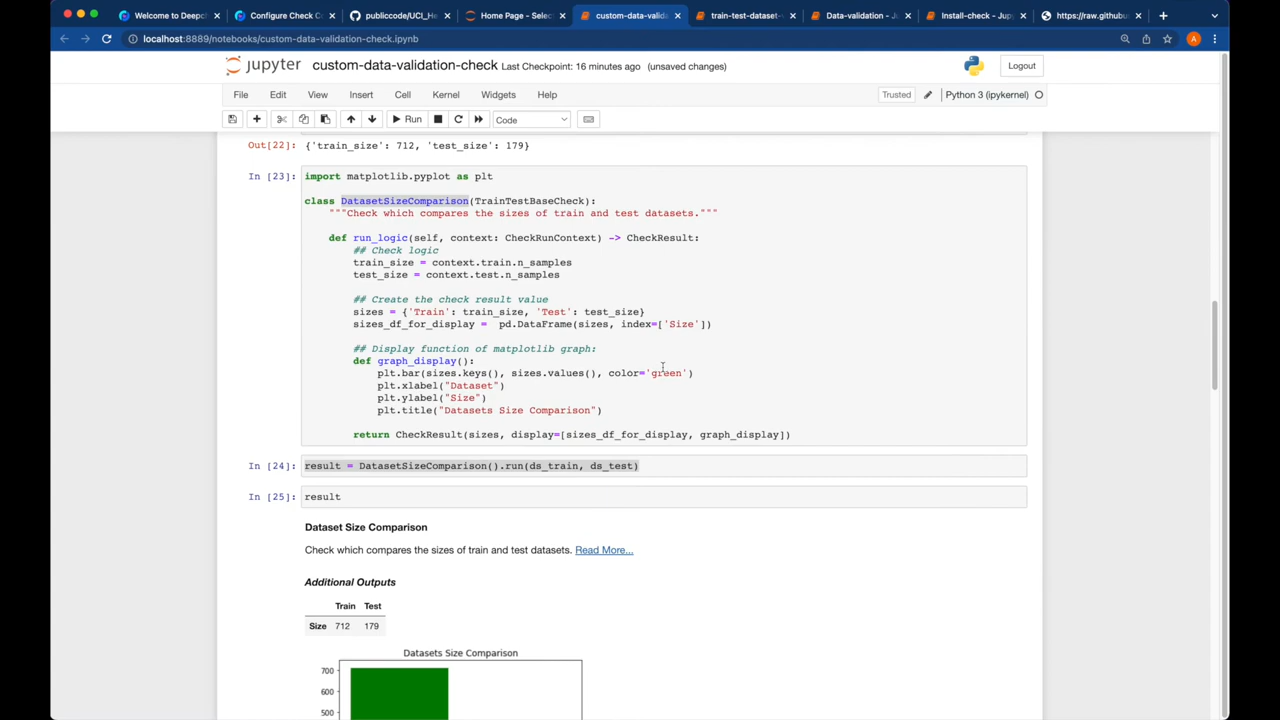 Welcome to Deepch
Configure Check C
publiccode/UCI_He
Home Page - Select
custom-data-valid
train-test-dataset-
Data-validation - Ju
Install-check - Jupy
https://raw.githubus
localhost:8889/notebooks/custom-data-validation-check.ipynb
A
jupyter custom-data-validation-check Last Checkpoint: 16 minutes ago (unsaved changes)
Logout
File Edit View Insert Cell Kernel Widgets Help
Trusted
Python 3 (ipykernel)
Run
Code
Out[22]: {'train_size': 712, 'test_size': 179}
In [23]: import matplotlib.pyplot as plt
class DatasetSizeComparison(TrainTestBaseCheck):
"""Check which compares the sizes of train and test datasets."""
def run_logic(self, context: CheckRunContext) -> CheckResult:
## Check logic
train_size = context.train.n_samples
test_size = context.test.n_samples
## Create the check result value
sizes = {'Train': train_size, 'Test': test_size}
sizes_df_for_display =  pd.DataFrame(sizes, index=['Size'])
## Display function of matplotlib graph:
def graph_display():
plt.bar(sizes.keys(), sizes.values(), color='green')
plt.xlabel("Dataset")
plt.ylabel("Size")
plt.title("Datasets Size Comparison")
return CheckResult(sizes, display=[sizes_df_for_display, graph_display])
In [24]: result = DatasetSizeComparison().run(ds_train, ds_test)
In [25]: result
Dataset Size Comparison
Check which compares the sizes of train and test datasets. Read More...
Additional Outputs
Train Test
Size 712 179
Datasets Size Comparison
700
600
500